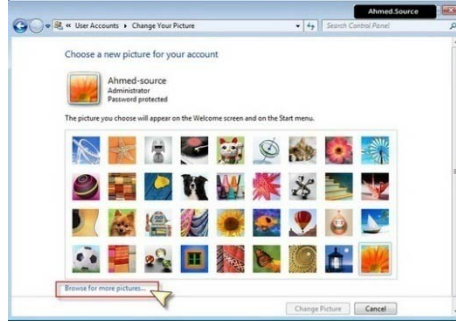 Ahmed.Source
« User Accounts ▸ Change Your Picture
Search Control Panel
Choose a new picture for your account
Ahmed-source
Administrator
Password protected
The picture you choose will appear on the Welcome screen and on the Start menu.
Browse for more pictures...
Change Picture
Cancel